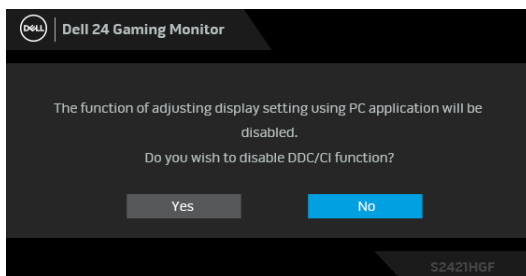 DELL
Dell 24 Gaming Monitor
The function of adjusting display setting using PC application will be
disabled.
Do you wish to disable DDC/CI function?
Yes
No
S2421HGF